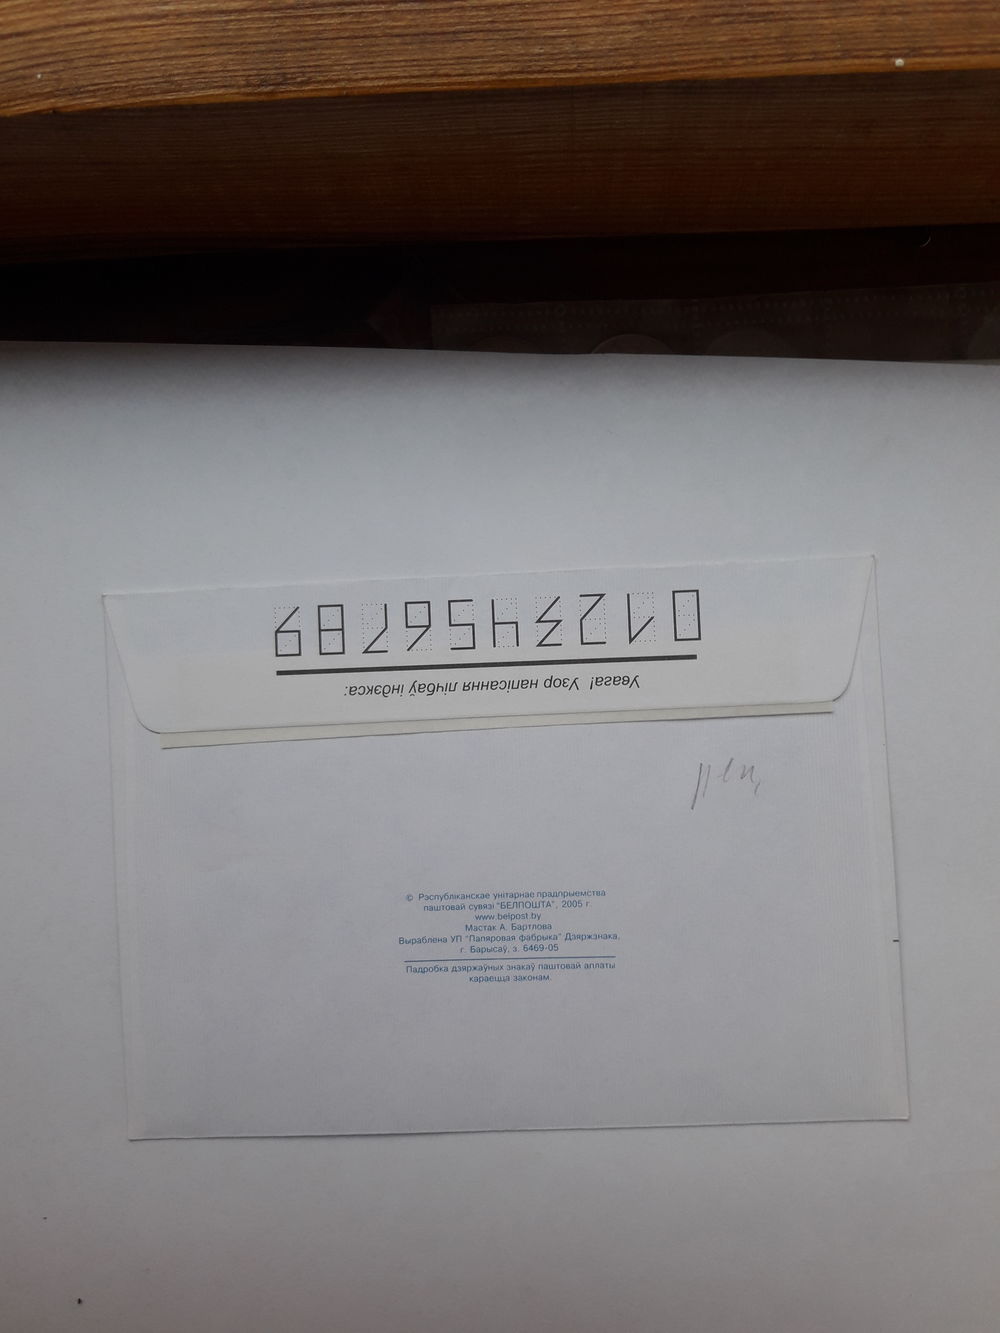 Увага! Узор напісання лічбаў індэкса:
0123456789
© Рэспубліканскае унітарнае прадпрыемства
паштовай сувязі "БЕЛПОШТА", 2005 г.
www.belpost.by
Мастак А. Бартлова
Выраблена УП "Папяровая фабрыка" Дзяржзнака,
г. Барысаў, з. 6469-05
Падробка дзяржаўных знакаў паштовай аплаты
караецца законам.